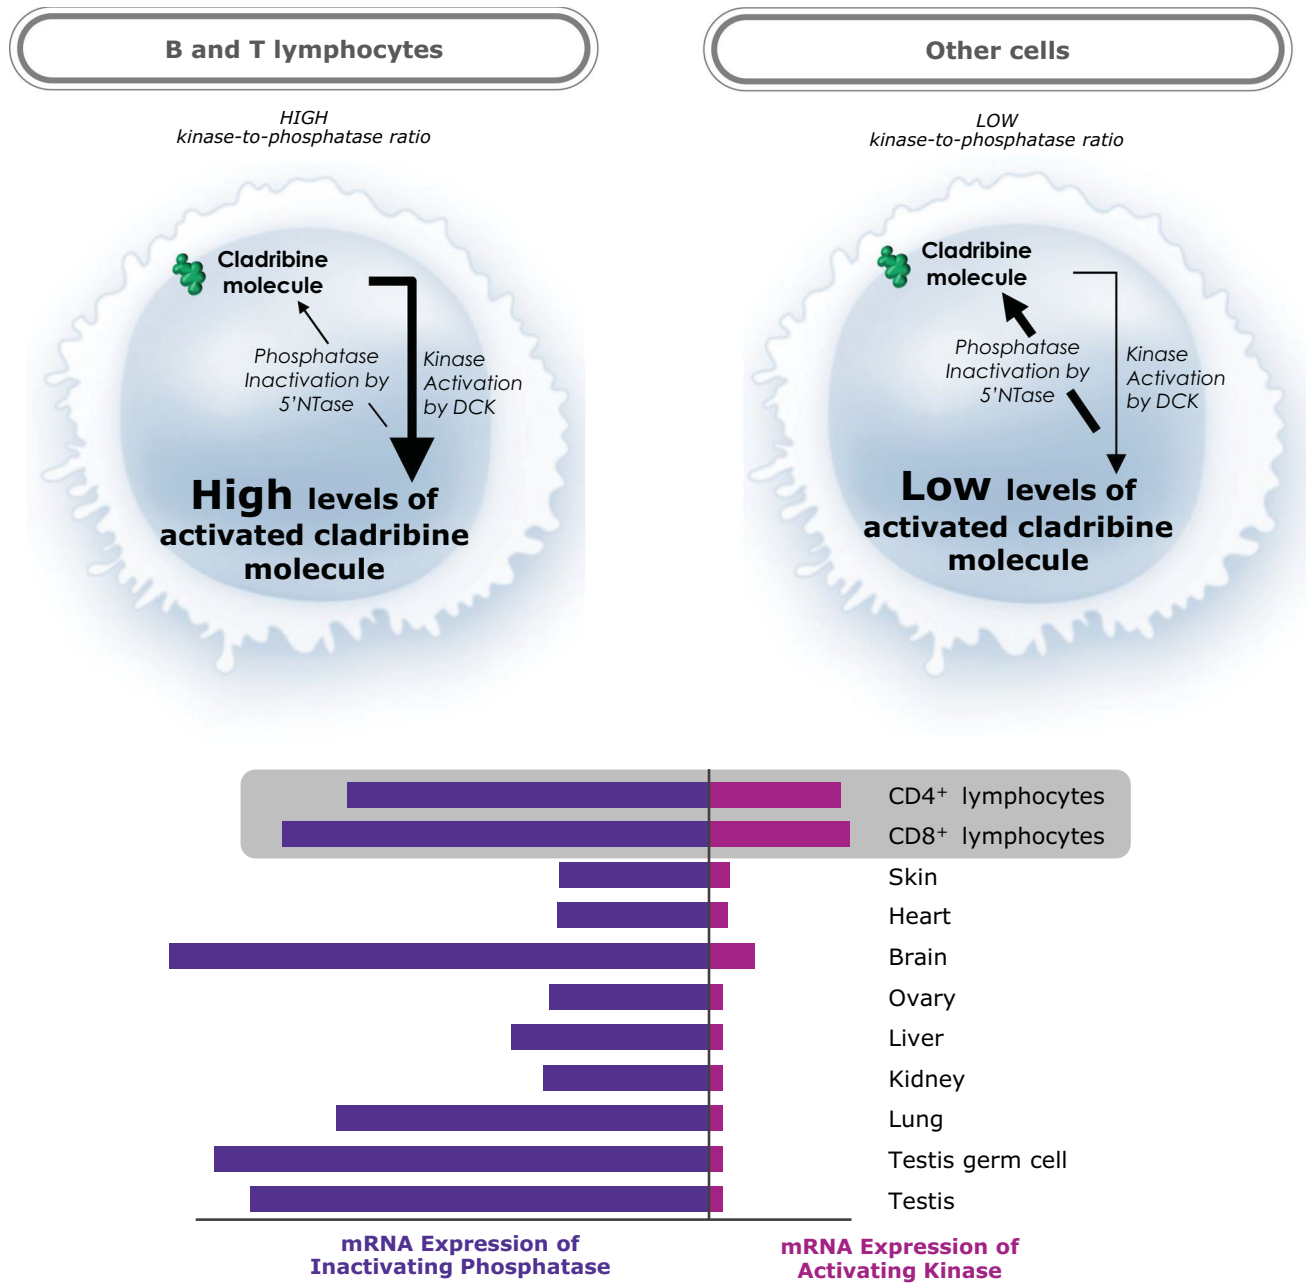 B and T lymphocytes
HIGH
kinase-to-phosphatase ratio
Cladribine
molecule
Phosphatase
Inactivation by
5’NTase
Kinase
Activation
by DCK
High levels of
activated cladribine
molecule
Other cells
LOW
kinase-to-phosphatase ratio
Cladribine
molecule
Phosphatase
Inactivation by
5’NTase
Kinase
Activation
by DCK
Low levels of
activated cladribine
molecule
CD4⁺ lymphocytes
CD8⁺ lymphocytes
Skin
Heart
Brain
Ovary
Liver
Kidney
Lung
Testis germ cell
Testis
mRNA Expression of
Inactivating Phosphatase
mRNA Expression of
Activating Kinase